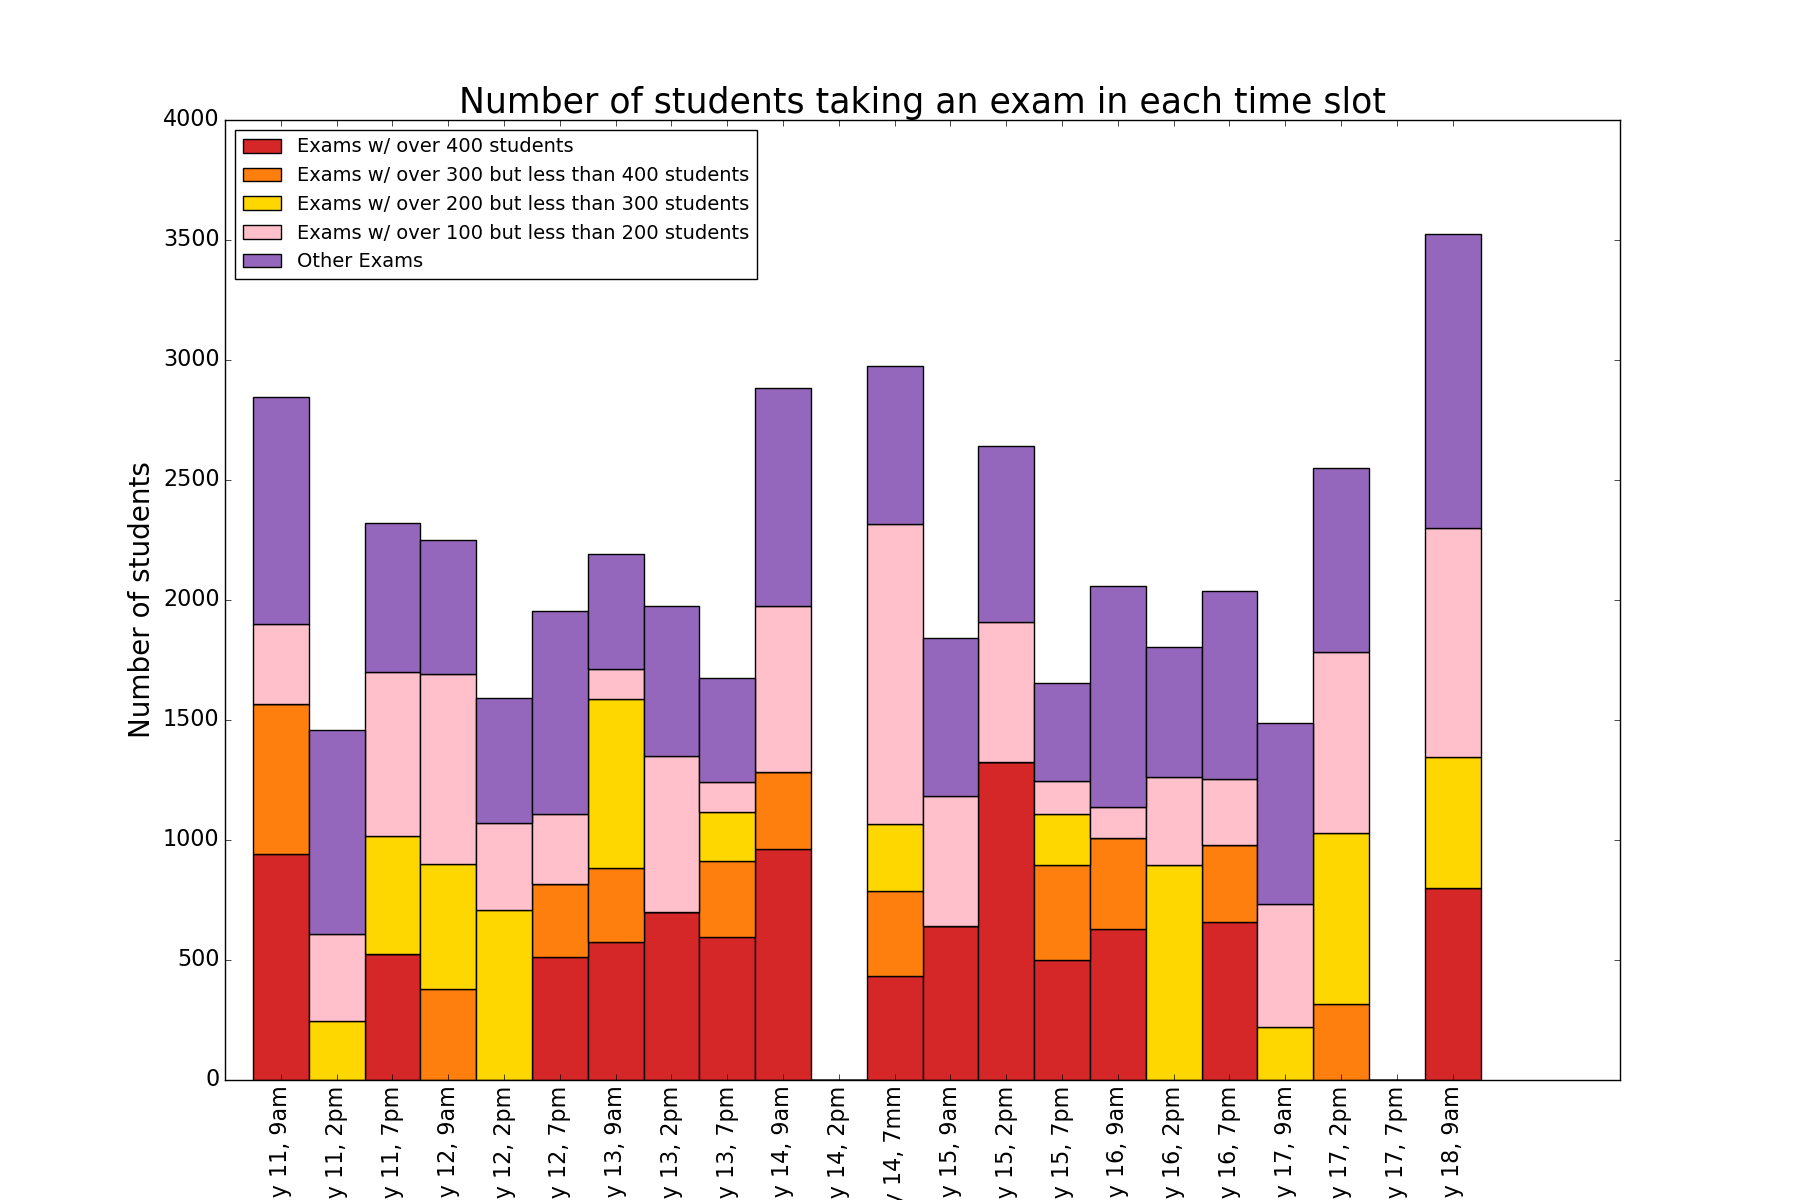 Number of students taking an exam in each time slot
4000
3500
3000
2500
2000
1500
1000
500
0
Number of students
Exams w/ over 400 students
Exams w/ over 300 but less than 400 students
Exams w/ over 200 but less than 300 students
Exams w/ over 100 but less than 200 students
Other Exams
y 11, 9am
y 11, 2pm
y 11, 7pm
y 12, 9am
y 12, 2pm
y 12, 7pm
y 13, 9am
y 13, 2pm
y 13, 7pm
y 14, 9am
y 14, 2pm
y 14, 7mm
y 15, 9am
y 15, 2pm
y 15, 7pm
y 16, 9am
y 16, 2pm
y 16, 7pm
y 17, 9am
y 17, 2pm
y 17, 7pm
y 18, 9am